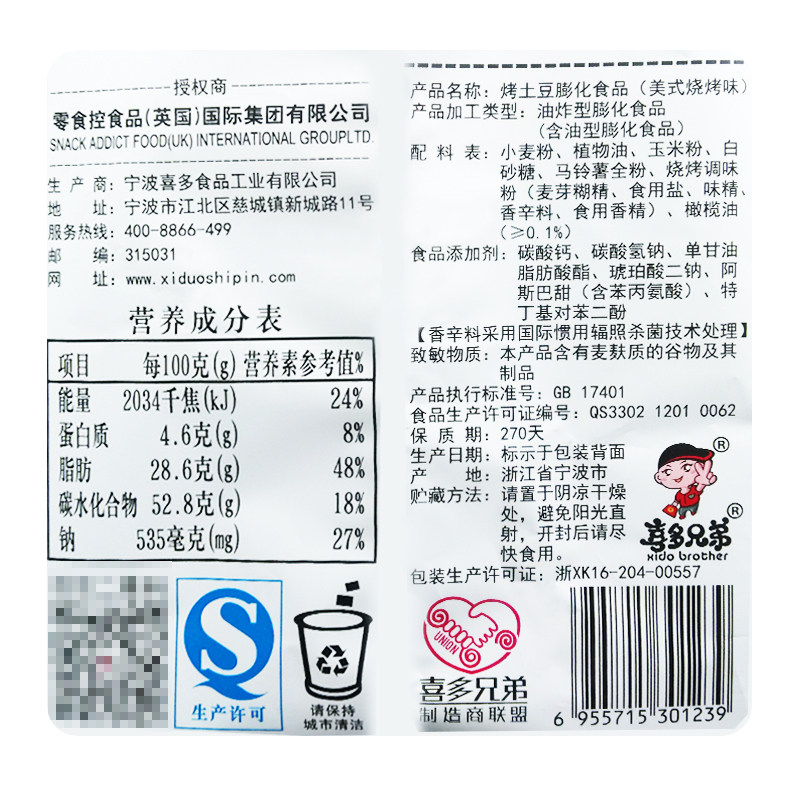 授权商
零食控食品(英国)国际集团有限公司
SNACK ADDICT FOOD(UK) INTERNATIONAL GROUPLTD.
生产商：宁波喜多食品工业有限公司
地址：宁波市江北区慈城镇新城路11号
服务热线：400-8866-499
邮编：315031
网址：www.xiduoshipin.com
营养成分表
项目 每100克(g) 营养素参考值%
能量 2034千焦(kJ) 24%
蛋白质 4.6克(g) 8%
脂肪 28.6克(g) 48%
碳水化合物 52.8克(g) 18%
钠 535毫克(mg) 27%
生产许可
请保持
城市清洁
产品名称：烤土豆膨化食品（美式烧烤味）
产品加工类型：油炸型膨化食品
（含油型膨化食品）
配料表：小麦粉、植物油、玉米粉、白
砂糖、马铃薯全粉、烧烤调味
粉（麦芽糊精、食用盐、味精、
香辛料、食用香精）、橄榄油
（≥0.1%）
食品添加剂：碳酸钙、碳酸氢钠、单甘油
脂肪酸酯、琥珀酸二钠、阿
斯巴甜（含苯丙氨酸）、特
丁基对苯二酚
【香辛料采用国际惯用辐照杀菌技术处理】
致敏物质：本产品含有麦麸质的谷物及其
制品
产品执行标准号：GB 17401
食品生产许可证编号：QS3302 1201 0062
保质期：270天
生产日期：标示于包装背面
产地：浙江省宁波市
贮藏方法：请置于阴凉干燥
处，避免阳光直
射，开封后请尽
快食用。
®
®
喜多兄弟
xido brother
包装生产许可证：浙XK16-204-00557
UNION
喜多兄弟
制造商联盟
6 955715 301239